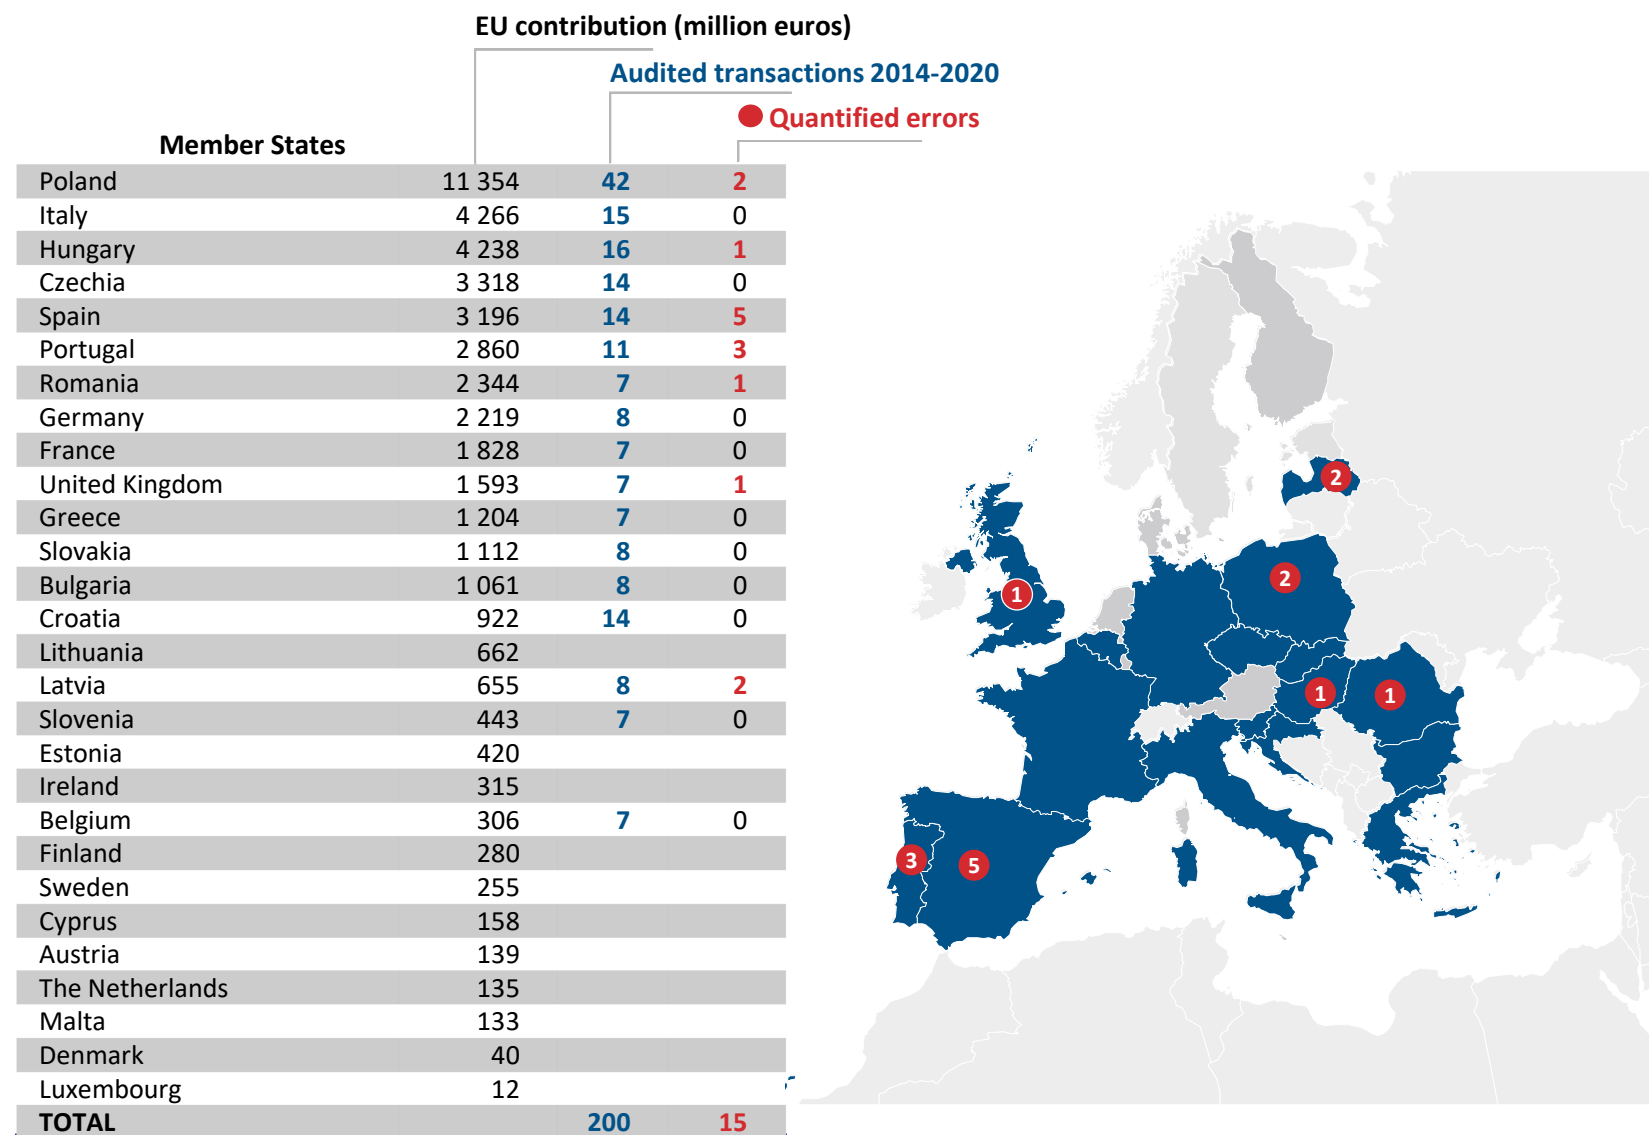 EU contribution (million euros)
Audited transactions 2014-2020
Quantified errors
Member States
Poland 11 354 42 2
Italy 4 266 15 0
Hungary 4 238 16 1
Czechia 3 318 14 0
Spain 3 196 14 5
Portugal 2 860 11 3
Romania 2 344 7 1
Germany 2 219 8 0
France 1 828 7 0
United Kingdom 1 593 7 1
Greece 1 204 7 0
Slovakia 1 112 8 0
Bulgaria 1 061 8 0
Croatia 922 14 0
Lithuania 662
Latvia 655 8 2
Slovenia 443 7 0
Estonia 420
Ireland 315
Belgium 306 7 0
Finland 280
Sweden 255
Cyprus 158
Austria 139
The Netherlands 135
Malta 133
Denmark 40
Luxembourg 12
TOTAL 200 15
2
2
1
1
1
3
5